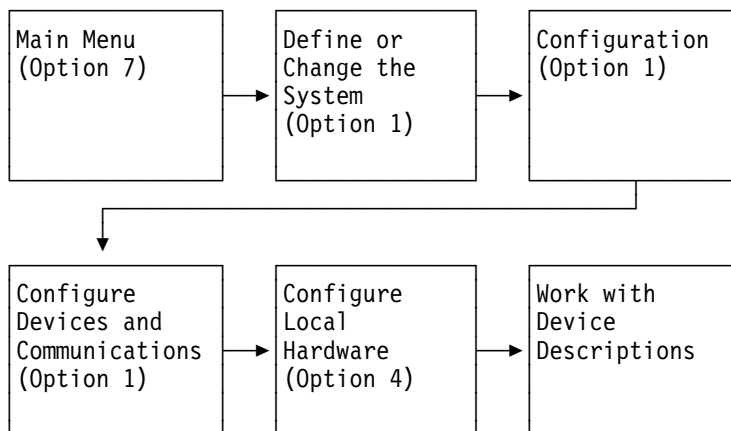 Main Menu
(Option 7)
Define or
Change the
System
(Option 1)
Configuration
(Option 1)
Configure
Devices and
Communications
(Option 1)
Configure
Local
Hardware
(Option 4)
Work with
Device
Descriptions